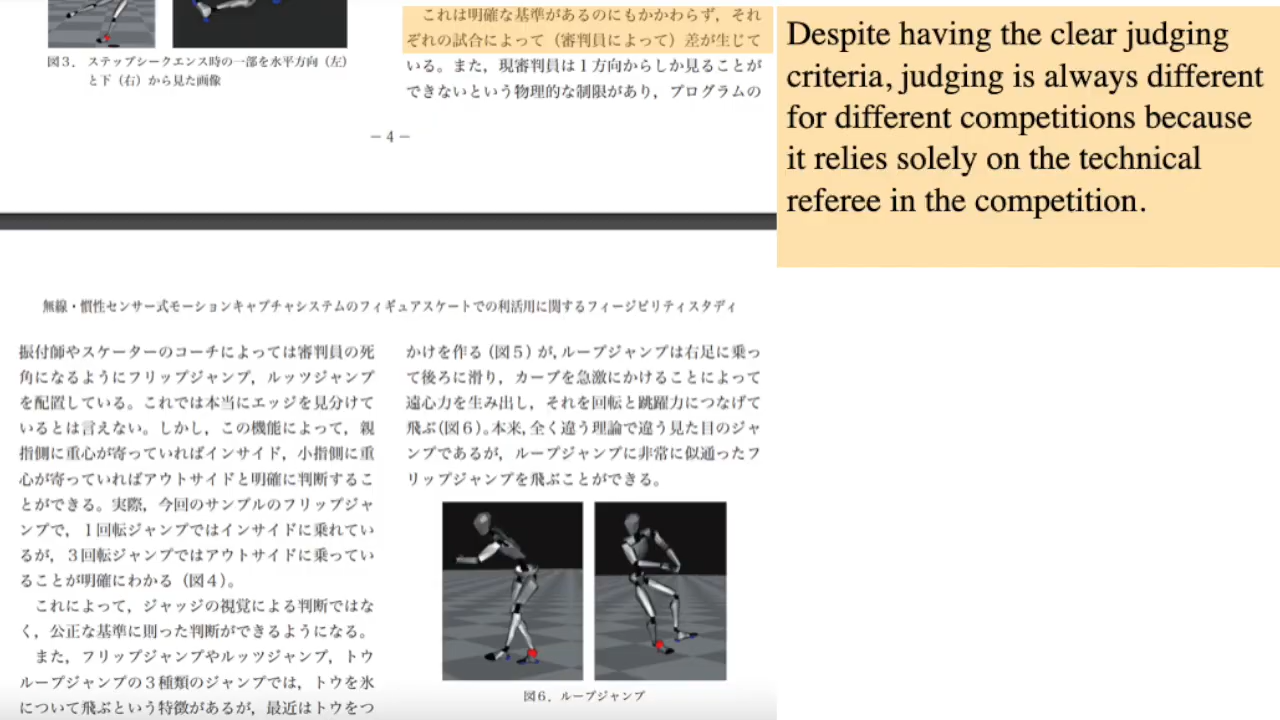 図3． ステップシークエンス時の一部を水平方向（左）
と下（右）から見た画像
これは明確な基準があるのにもかかわらず，それ
ぞれの試合によって（審判員によって）差が生じて
いる。また，現審判員は１方向からしか見ることが
できないという物理的な制限があり，プログラムの
－4－
Despite having the clear judging
criteria, judging is always different
for different competitions because
it relies solely on the technical
referee in the competition.
無線・慣性センサー式モーションキャプチャシステムのフィギュアスケートでの利活用に関するフィージビリティスタディ
振付師やスケーターのコーチによっては審判員の死
角になるようにフリップジャンプ，ルッツジャンプ
を配置している。これでは本当にエッジを見分けて
いるとは言えない。しかし，この機能によって，親
指側に重心が寄っていればインサイド，小指側に重
心が寄っていればアウトサイドと明確に判断するこ
とができる。実際，今回のサンプルのフリップジャ
ンプで，１回転ジャンプではインサイドに乗れてい
るが，３回転ジャンプではアウトサイドに乗ってい
ることが明確にわかる（図４）。
これによって，ジャッジの視覚による判断ではな
く，公正な基準に則った判断ができるようになる。
また，フリップジャンプやルッツジャンプ，トウ
ループジャンプの３種類のジャンプでは，トウを氷
について飛ぶという特徴があるが，最近はトウをつ
かけを作る（図５）が，ループジャンプは右足に乗っ
て後ろに滑り，カーブを急激にかけることによって
遠心力を生み出し，それを回転と跳躍力につなげて
飛ぶ（図６）。本来，全く違う理論で違う見た目のジャ
ンプであるが，ループジャンプに非常に似通ったフ
リップジャンプを飛ぶことができる。
図6．ループジャンプ